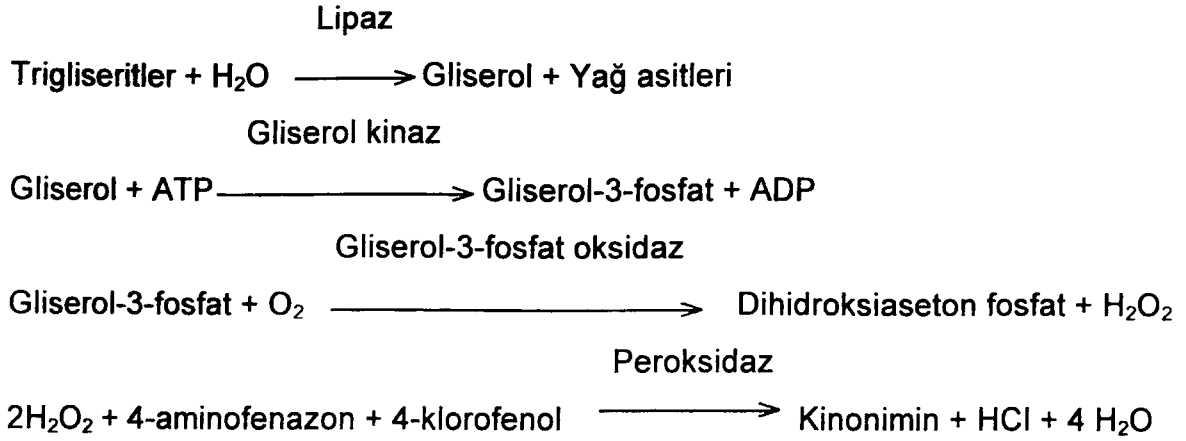 Lipaz
Trigliseritler + H₂O ⟶ Gliserol + Yağ asitleri
Gliserol kinaz
Gliserol + ATP ⟶ Gliserol-3-fosfat + ADP
Gliserol-3-fosfat oksidaz
Gliserol-3-fosfat + O₂ ⟶ Dihidroksiaseton fosfat + H₂O₂
Peroksidaz
2H₂O₂ + 4-aminofenazon + 4-klorofenol ⟶ Kinonimin + HCl + 4 H₂O